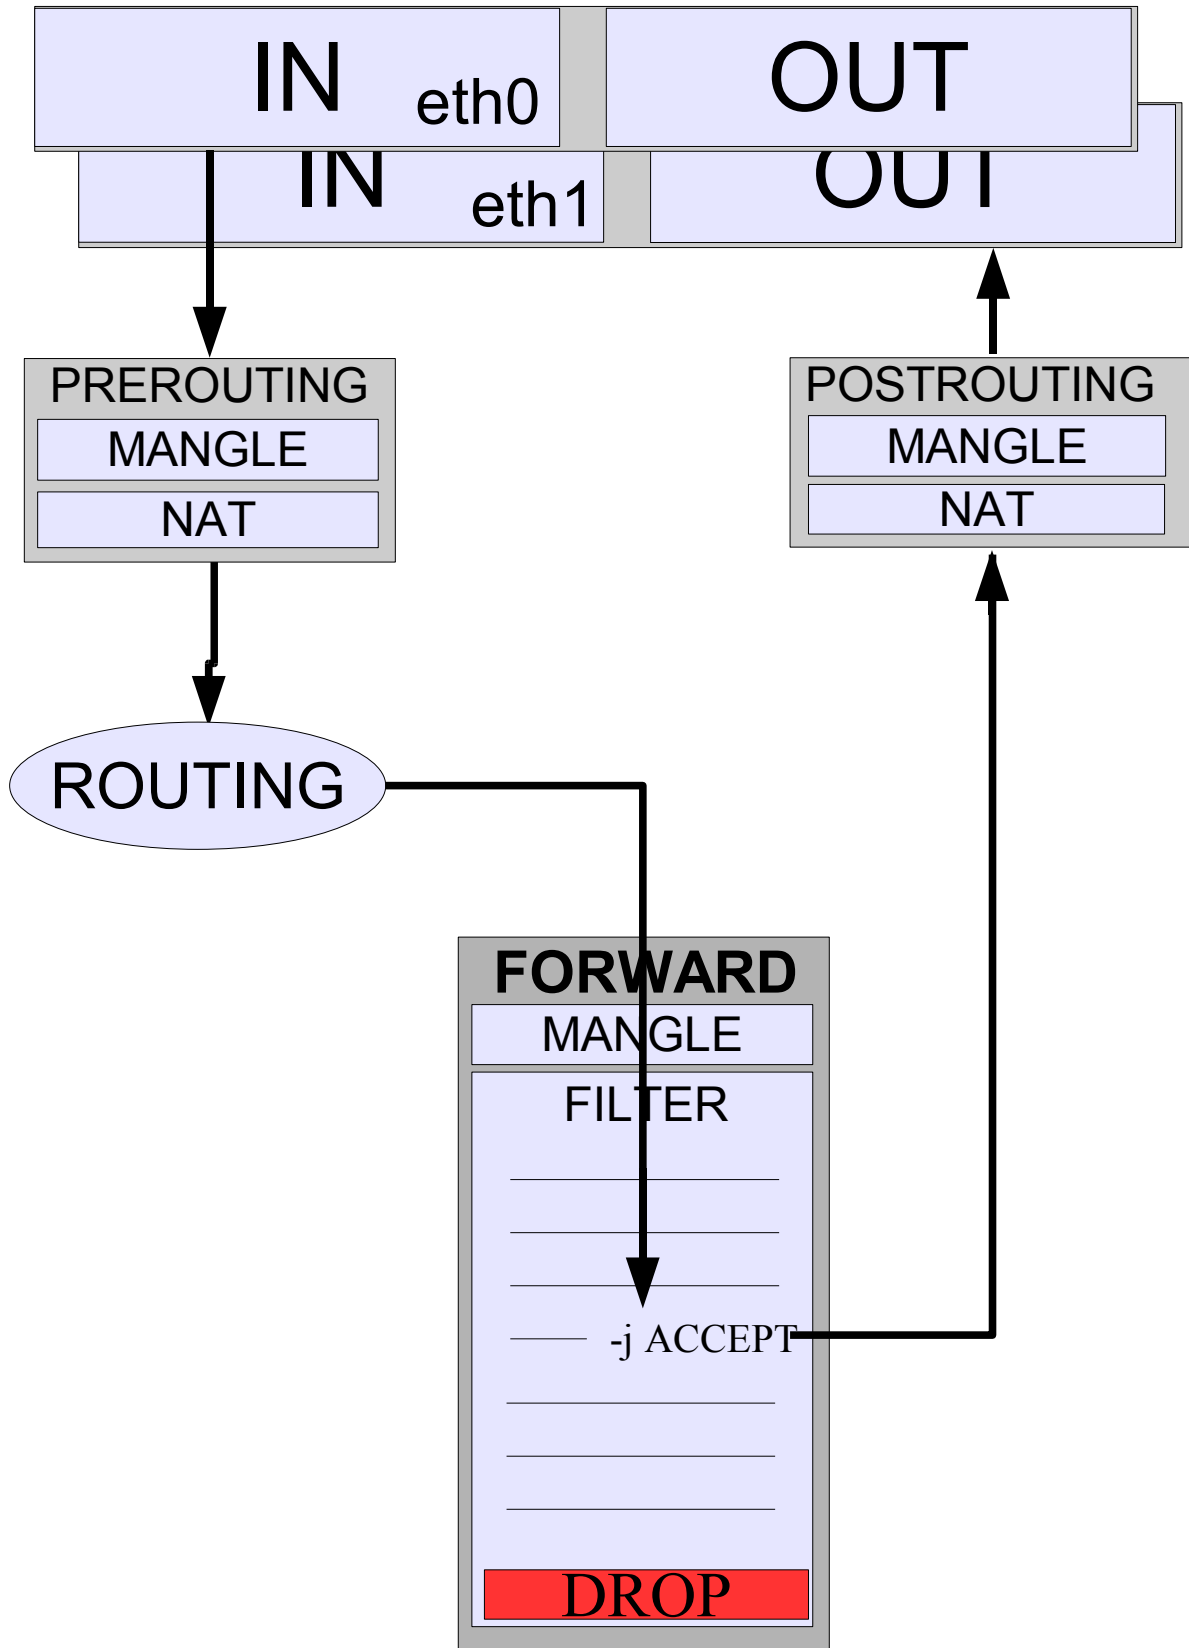 IN eth0 OUT
IN eth1 OUT
PREROUTING
MANGLE
NAT
POSTROUTING
MANGLE
NAT
ROUTING
FORWARD
MANGLE
FILTER
-j ACCEPT
DROP